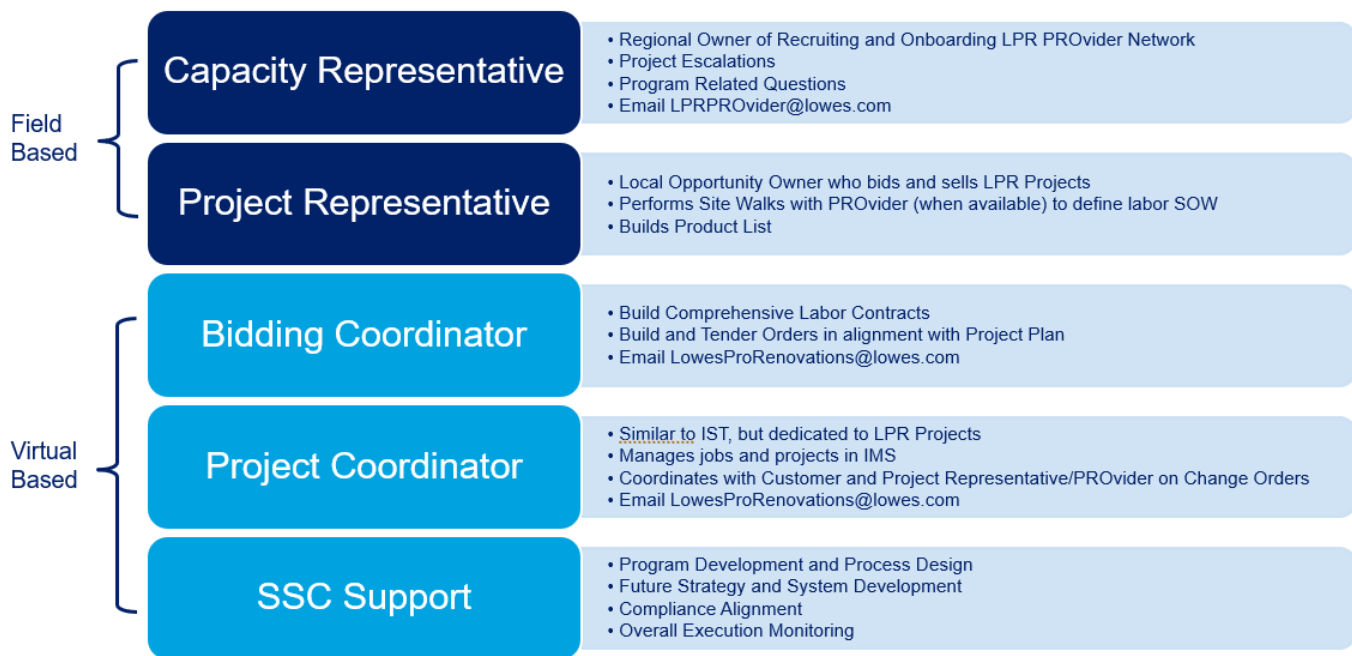 Field
Based
Capacity Representative
• Regional Owner of Recruiting and Onboarding LPR PROvider Network
• Project Escalations
• Program Related Questions
• Email LPRPROvider@lowes.com
Project Representative
• Local Opportunity Owner who bids and sells LPR Projects
• Performs Site Walks with PROvider (when available) to define labor SOW
• Builds Product List
Virtual
Based
Bidding Coordinator
• Build Comprehensive Labor Contracts
• Build and Tender Orders in alignment with Project Plan
• Email LowesProRenovations@lowes.com
Project Coordinator
• Similar to IST, but dedicated to LPR Projects
• Manages jobs and projects in IMS
• Coordinates with Customer and Project Representative/PROvider on Change Orders
• Email LowesProRenovations@lowes.com
SSC Support
• Program Development and Process Design
• Future Strategy and System Development
• Compliance Alignment
• Overall Execution Monitoring